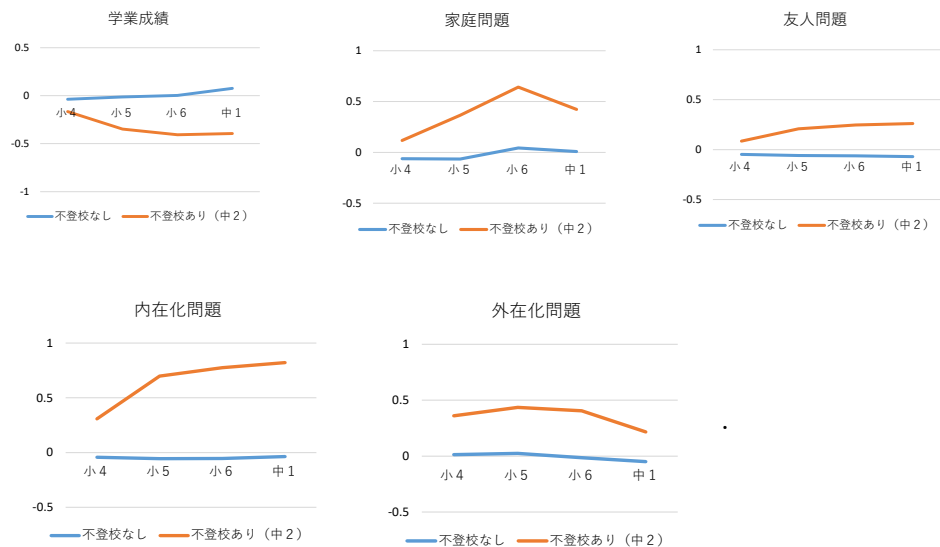 学業成績
0.5
0
-0.5
-1
小4 小5 小6 中1
不登校なし 不登校あり（中２）
家庭問題
1
0.5
0
-0.5
小4 小5 小6 中1
不登校なし 不登校あり（中２）
友人問題
1
0.5
0
-0.5
小4 小5 小6 中1
不登校なし 不登校あり（中２）
内在化問題
1
0.5
0
-0.5
小4 小5 小6 中1
不登校なし 不登校あり（中２）
外在化問題
1
0.5
0
-0.5
小4 小5 小6 中1
不登校なし 不登校あり（中２）
.